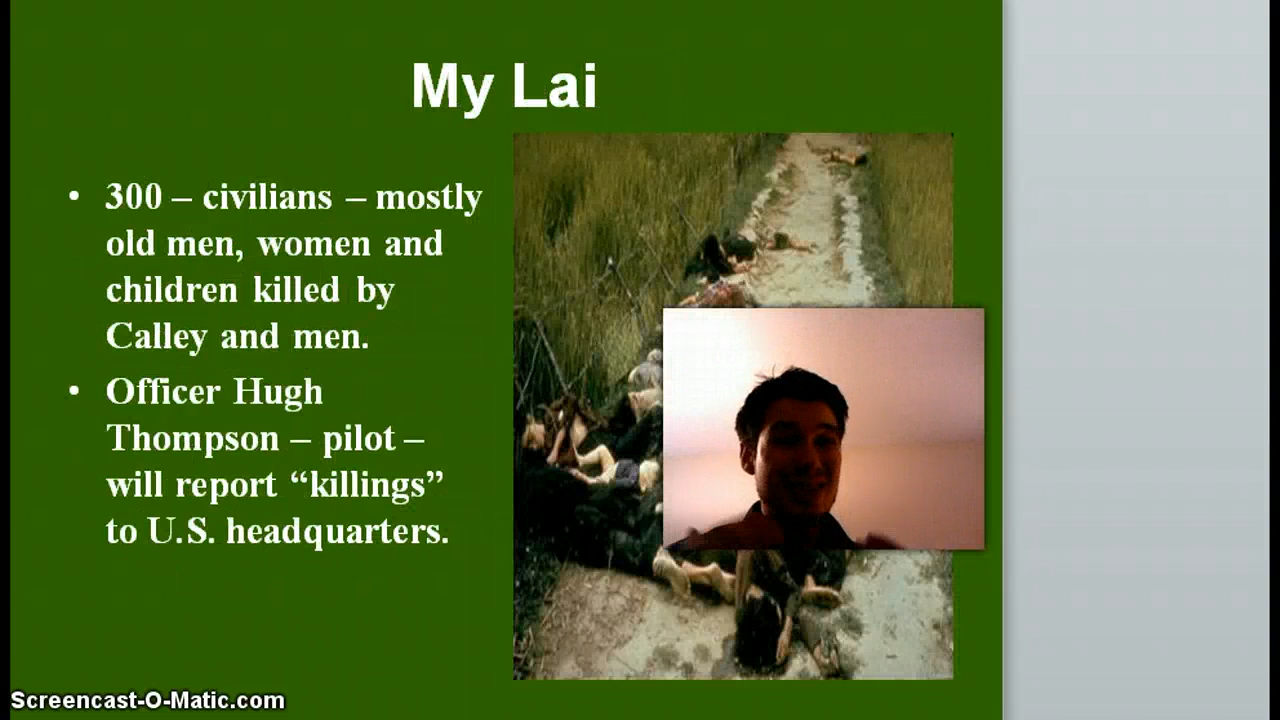 My Lai
• 300 – civilians – mostly
old men, women and
children killed by
Calley and men.
• Officer Hugh
Thompson – pilot –
will report “killings”
to U.S. headquarters.
Screencast-O-Matic.com